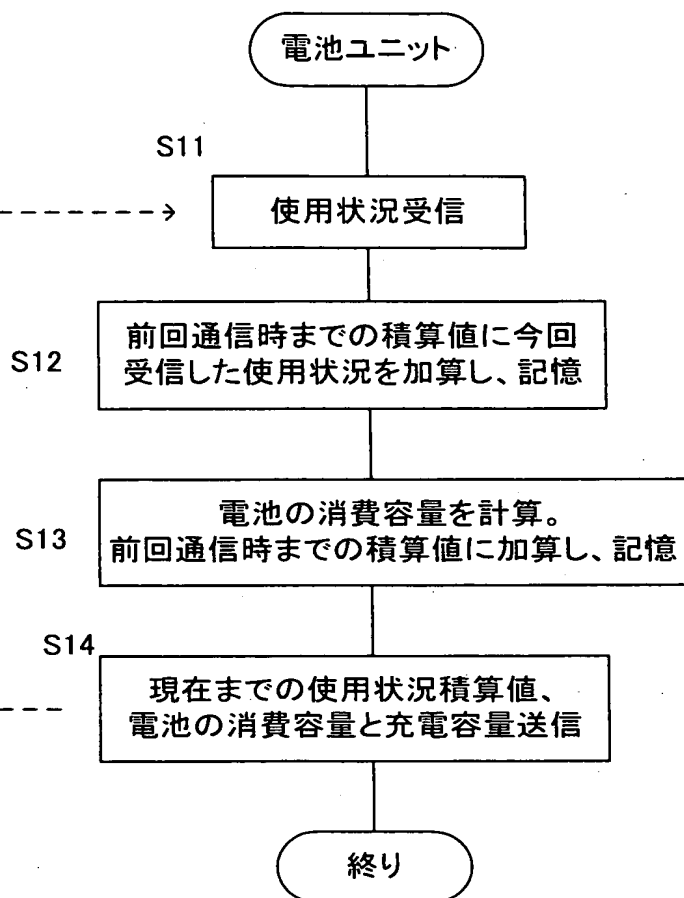 電池ユニット
S11
使用状況受信
S12
前回通信時までの積算値に今回
受信した使用状況を加算し、記憶
S13
電池の消費容量を計算。
前回通信時までの積算値に加算し、記憶
S14
現在までの使用状況積算値、
電池の消費容量と充電容量送信
終り